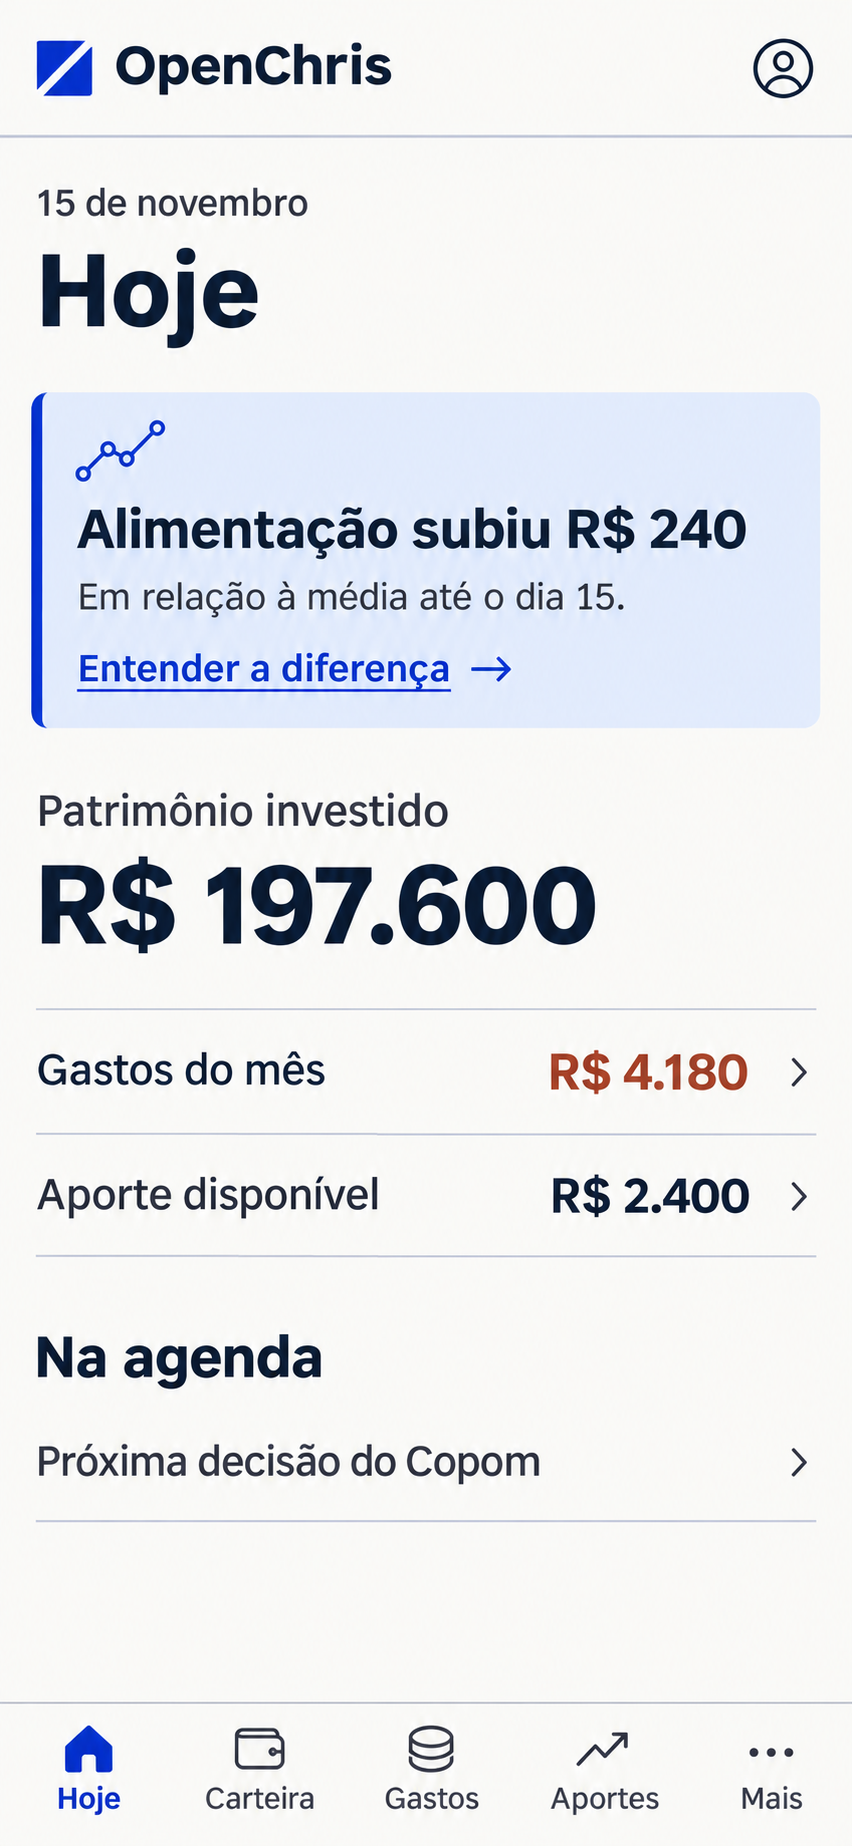 OpenChris
15 de novembro
Hoje
Alimentação subiu R$ 240
Em relação à média até o dia 15.
Entender a diferença →
Patrimônio investido
R$ 197.600
Gastos do mês R$ 4.180
Aporte disponível R$ 2.400
Na agenda
Próxima decisão do Copom
Hoje Carteira Gastos Aportes Mais